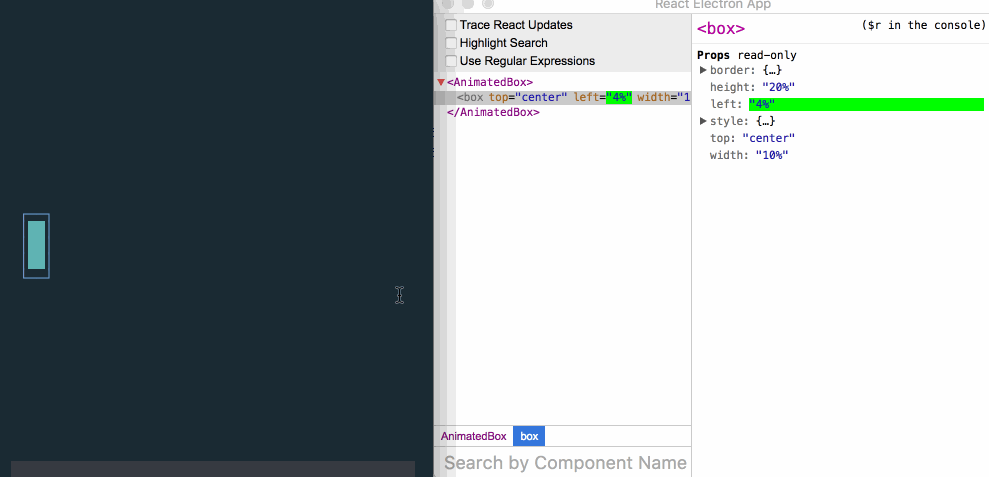 React Electron App
Trace React Updates
Highlight Search
Use Regular Expressions
<AnimatedBox>
<box top="center" left="4%" width="1
</AnimatedBox>
AnimatedBox box
Search by Component Name
<box> ($r in the console)
Props read-only
border: {…}
height: "20%"
left: "4%"
style: {…}
top: "center"
width: "10%"